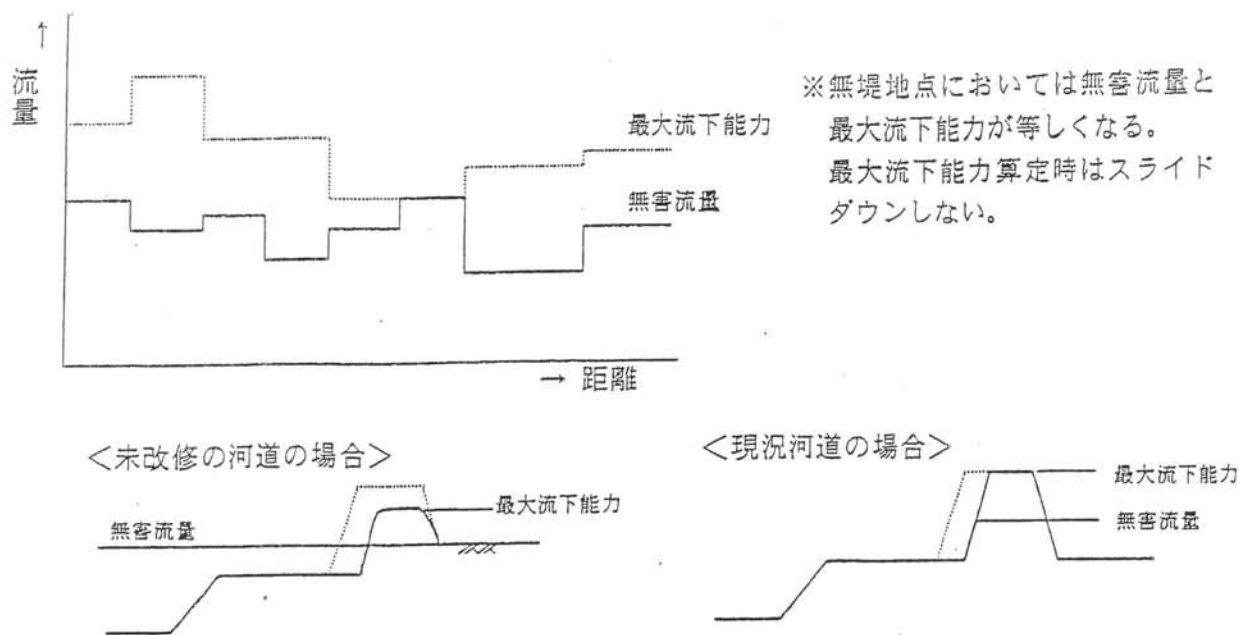 ↑
流量
最大流下能力
無害流量
→ 距離
※無堤地点においては無害流量と
最大流下能力が等しくなる。
最大流下能力算定時はスライド
ダウンしない。
＜未改修の河道の場合＞
無害流量
最大流下能力
＜現況河道の場合＞
最大流下能力
無害流量